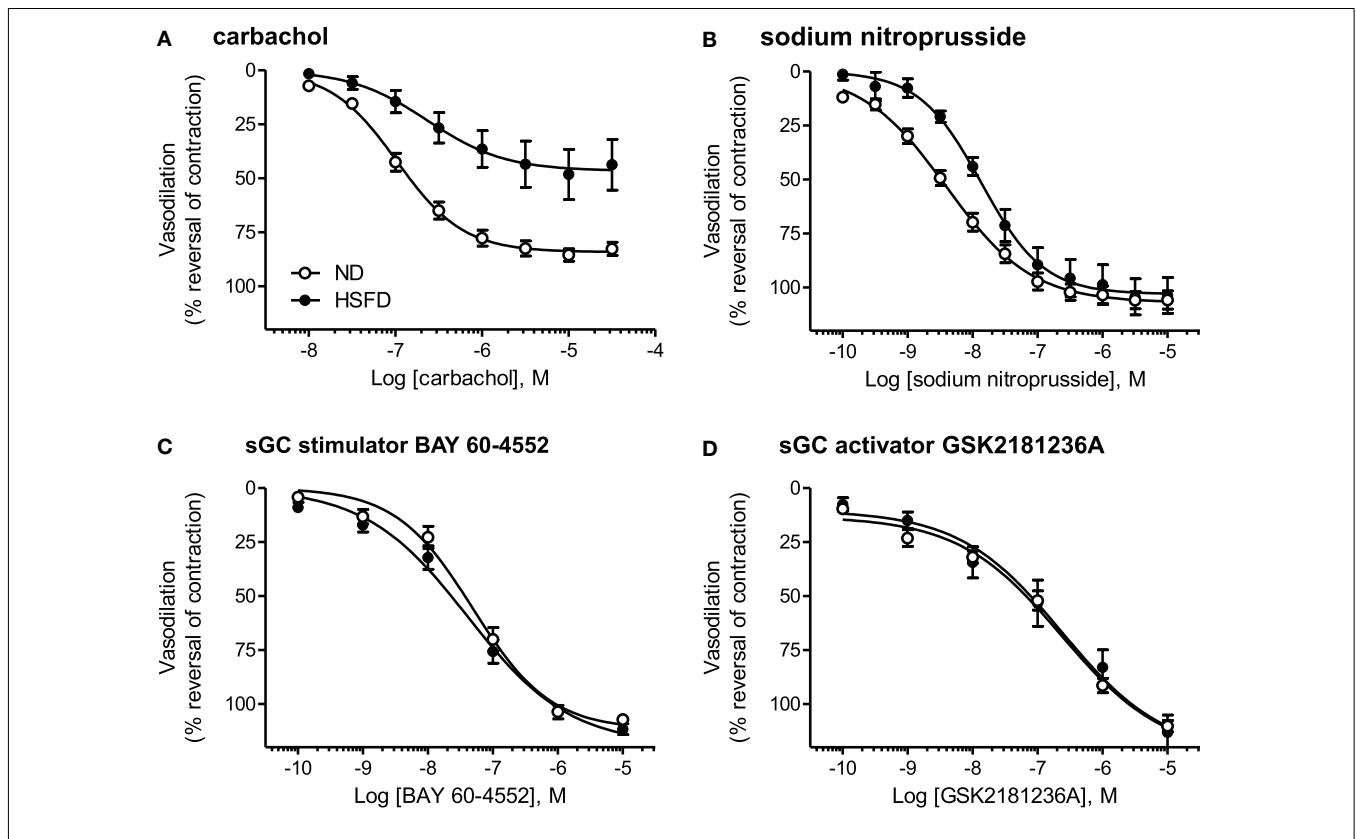 A carbachol
Vasodilation
(% reversal of contraction)
0
25
50
75
100
ND
HSFD
-8 -7 -6 -5 -4
Log [carbachol], M
B sodium nitroprusside
Vasodilation
(% reversal of contraction)
0
25
50
75
100
-10 -9 -8 -7 -6 -5
Log [sodium nitroprusside], M
C sGC stimulator BAY 60-4552
Vasodilation
(% reversal of contraction)
0
25
50
75
100
-10 -9 -8 -7 -6 -5
Log [BAY 60-4552], M
D sGC activator GSK2181236A
Vasodilation
(% reversal of contraction)
0
25
50
75
100
-10 -9 -8 -7 -6 -5
Log [GSK2181236A], M